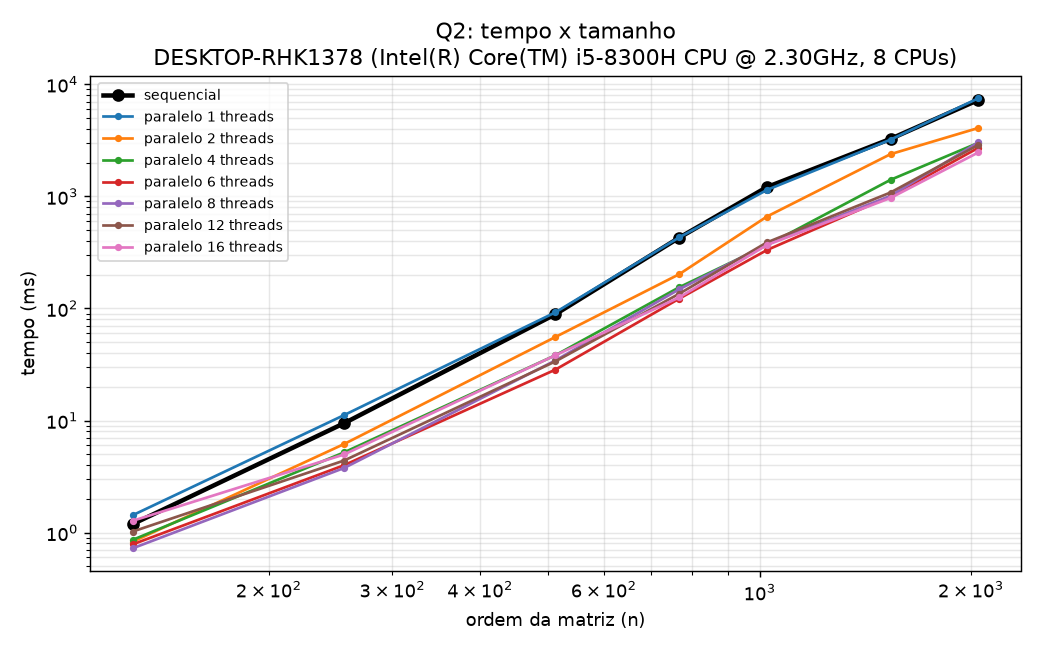 Q2: tempo x tamanho
DESKTOP-RHK1378 (Intel(R) Core(TM) i5-8300H CPU @ 2.30GHz, 8 CPUs)
sequencial
paralelo 1 threads
paralelo 2 threads
paralelo 4 threads
paralelo 6 threads
paralelo 8 threads
paralelo 12 threads
paralelo 16 threads
tempo (ms)
10⁴
10³
10²
10¹
10⁰
2 × 10² 3 × 10² 4 × 10² 6 × 10² 10³ 2 × 10³
ordem da matriz (n)